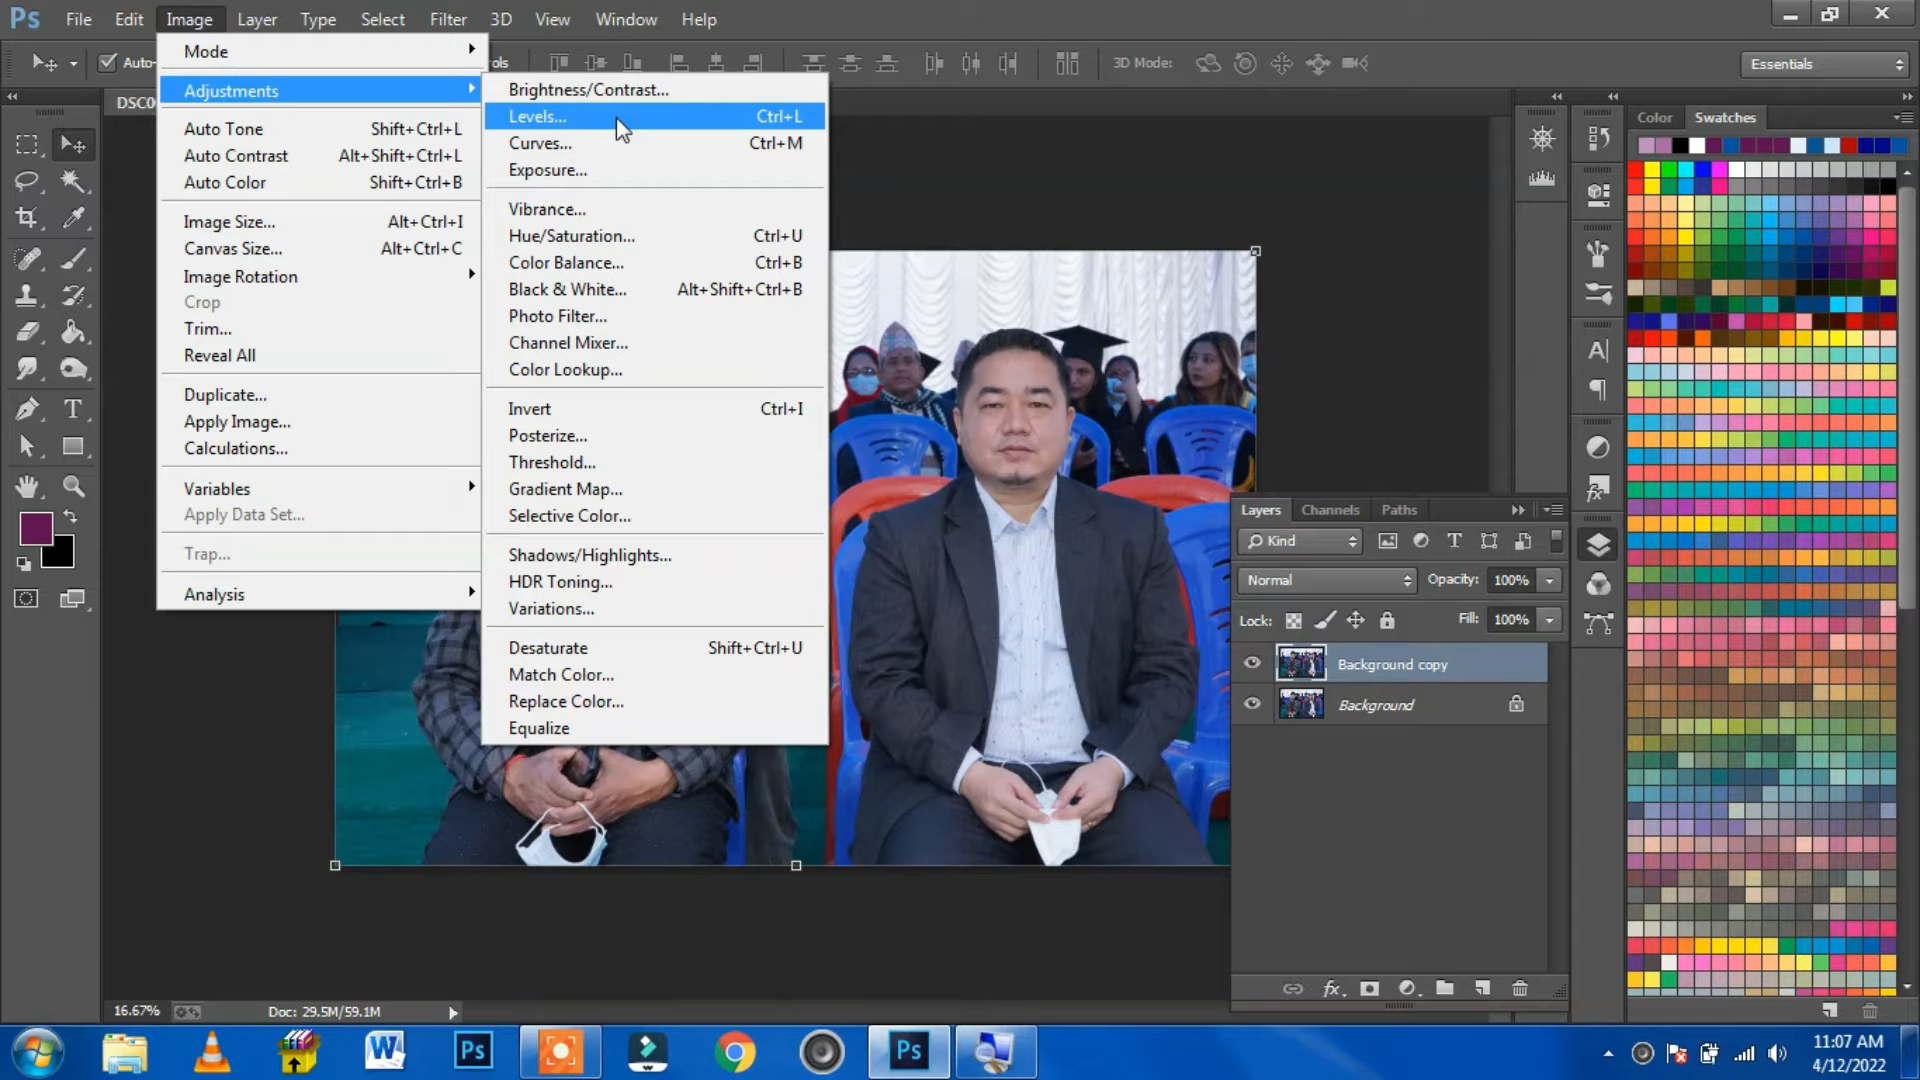 Ps File Edit Image Layer Type Select Filter 3D View Window Help
Auto- ols 3D Mode: Essentials
DSC0
Mode
Adjustments
Auto Tone Shift+Ctrl+L
Auto Contrast Alt+Shift+Ctrl+L
Auto Color Shift+Ctrl+B
Image Size... Alt+Ctrl+I
Canvas Size... Alt+Ctrl+C
Image Rotation
Crop
Trim...
Reveal All
Duplicate...
Apply Image...
Calculations...
Variables
Apply Data Set...
Trap...
Analysis
Brightness/Contrast...
Levels... Ctrl+L
Curves... Ctrl+M
Exposure...
Vibrance...
Hue/Saturation... Ctrl+U
Color Balance... Ctrl+B
Black & White... Alt+Shift+Ctrl+B
Photo Filter...
Channel Mixer...
Color Lookup...
Invert Ctrl+I
Posterize...
Threshold...
Gradient Map...
Selective Color...
Shadows/Highlights...
HDR Toning...
Variations...
Desaturate Shift+Ctrl+U
Match Color...
Replace Color...
Equalize
Color Swatches
Layers Channels Paths
Kind
Normal Opacity: 100%
Lock: Fill: 100%
Background copy
Background
16.67% Doc: 29.5M/59.1M
11:07 AM
4/12/2022